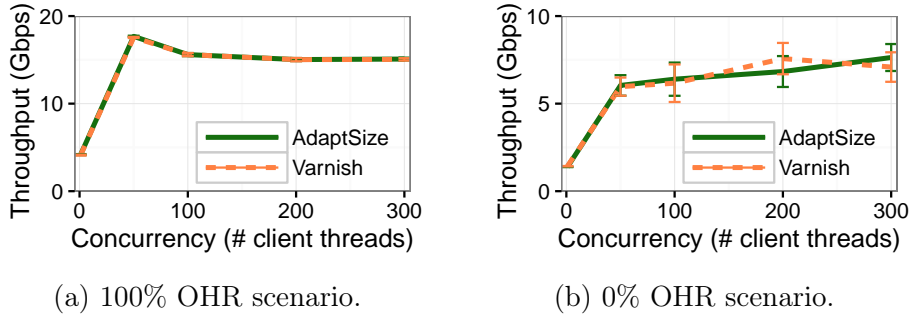 20
10
5
0
Throughput (Gbps)
AdaptSize
Varnish
0 100 200 300
Concurrency (# client threads)
(a) 100% OHR scenario.
10
5
0
Throughput (Gbps)
AdaptSize
Varnish
0 100 200 300
Concurrency (# client threads)
(b) 0% OHR scenario.